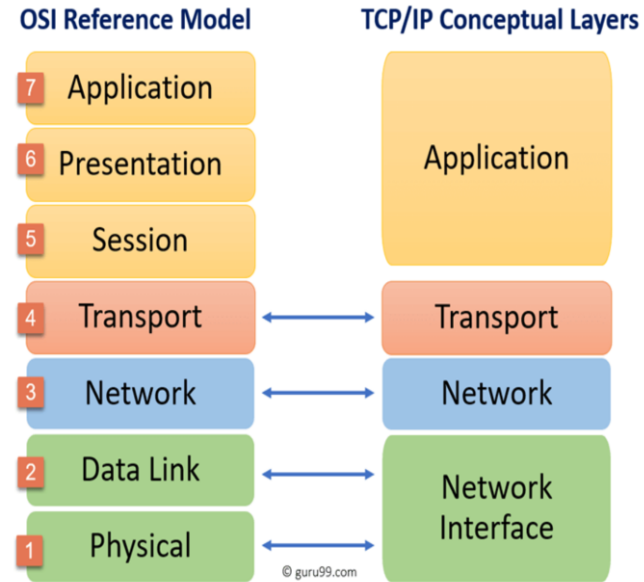 OSI Reference Model
TCP/IP Conceptual Layers
7 Application
6 Presentation
5 Session
4 Transport
3 Network
2 Data Link
1 Physical
Application
Transport
Network
Network
Interface
© guru99.com